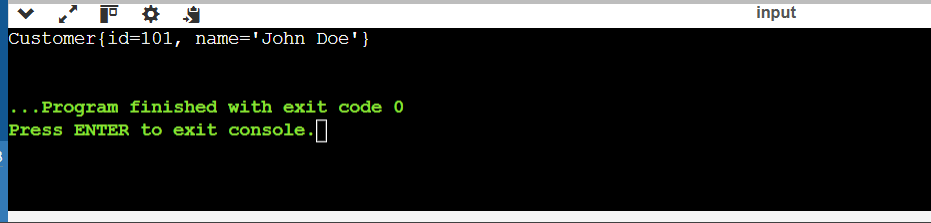 input
Customer{id=101, name='John Doe'}
...Program finished with exit code 0
Press ENTER to exit console.